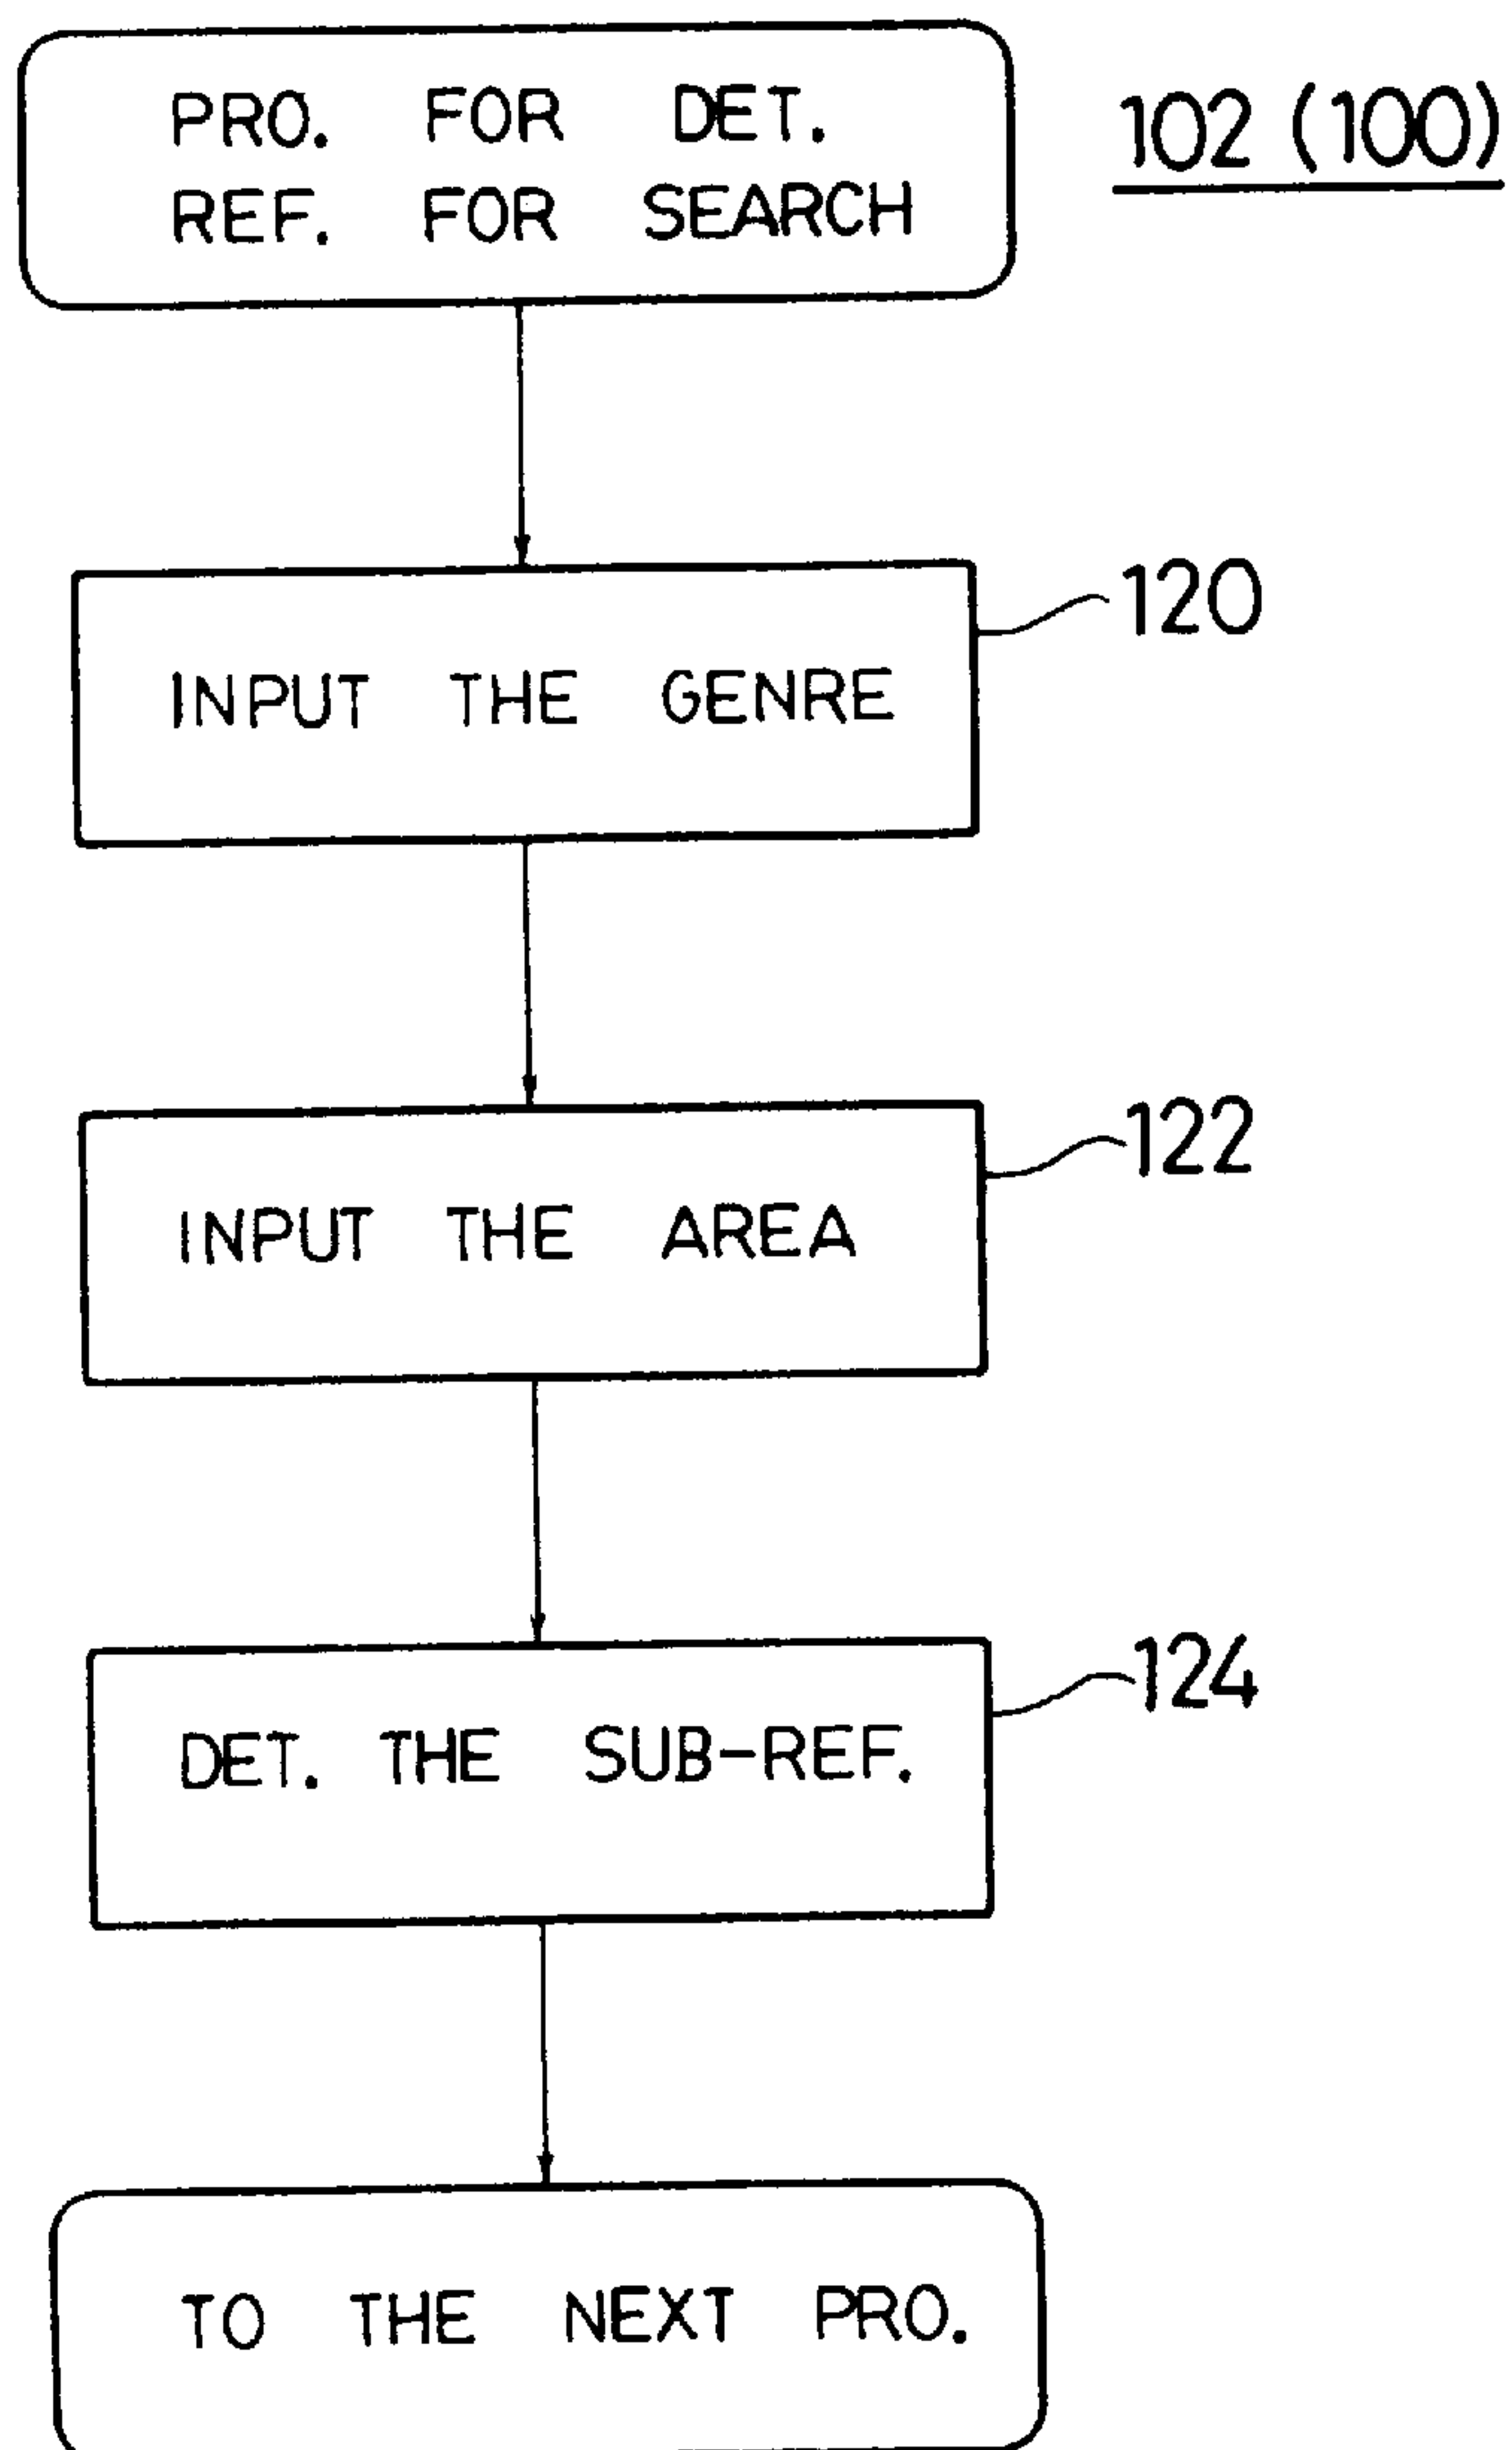 PRO. FOR DET.
REF. FOR SEARCH
102 (100)
INPUT THE GENRE
120
INPUT THE AREA
122
DET. THE SUB-REF.
124
TO THE NEXT PRO.